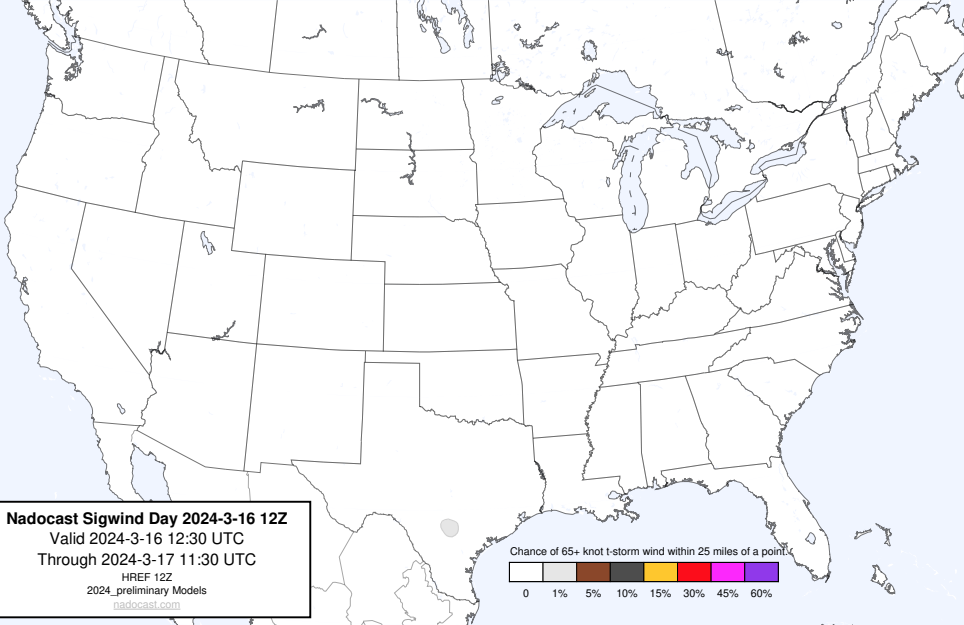 Nadocast Sigwind Day 2024-3-16 12Z
Valid 2024-3-16 12:30 UTC
Through 2024-3-17 11:30 UTC
HREF 12Z
2024_preliminary Models
nadocast.com
Chance of 65+ knot t-storm wind within 25 miles of a point.
0 1% 5% 10% 15% 30% 45% 60%